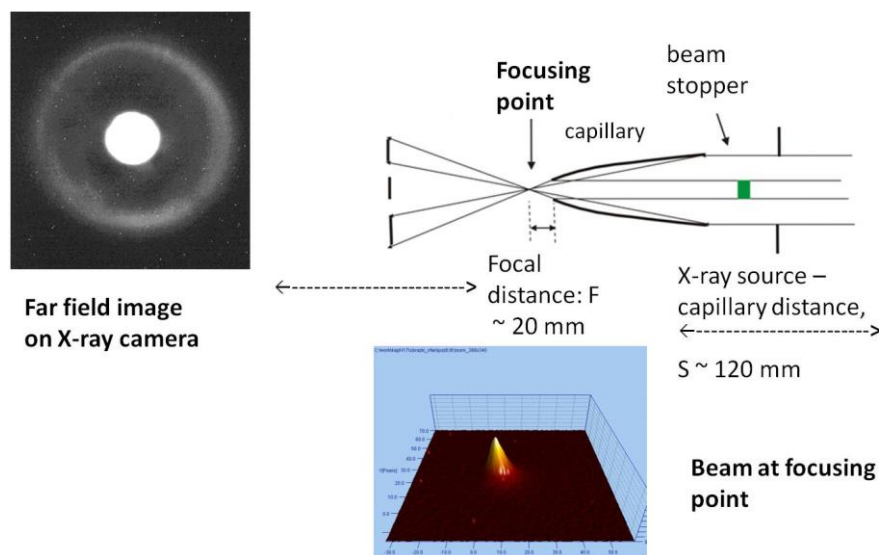 Focusing
point
beam
stopper
capillary
Far field image
on X-ray camera
Focal
distance: F
~ 20 mm
X-ray source –
capillary distance,
S ~ 120 mm
Beam at focusing
point